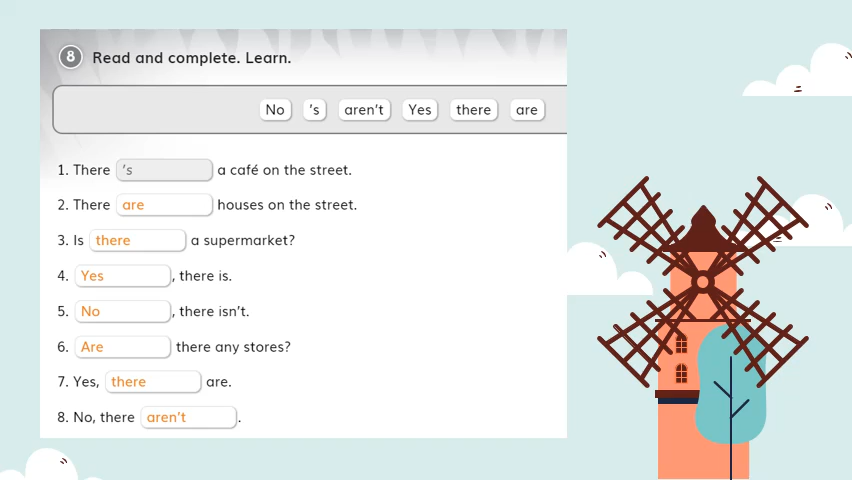 8 Read and complete. Learn.
No 's aren't Yes there are
1. There 's a café on the street.
2. There are houses on the street.
3. Is there a supermarket?
4. Yes, there is.
5. No, there isn't.
6. Are there any stores?
7. Yes, there are.
8. No, there aren't.